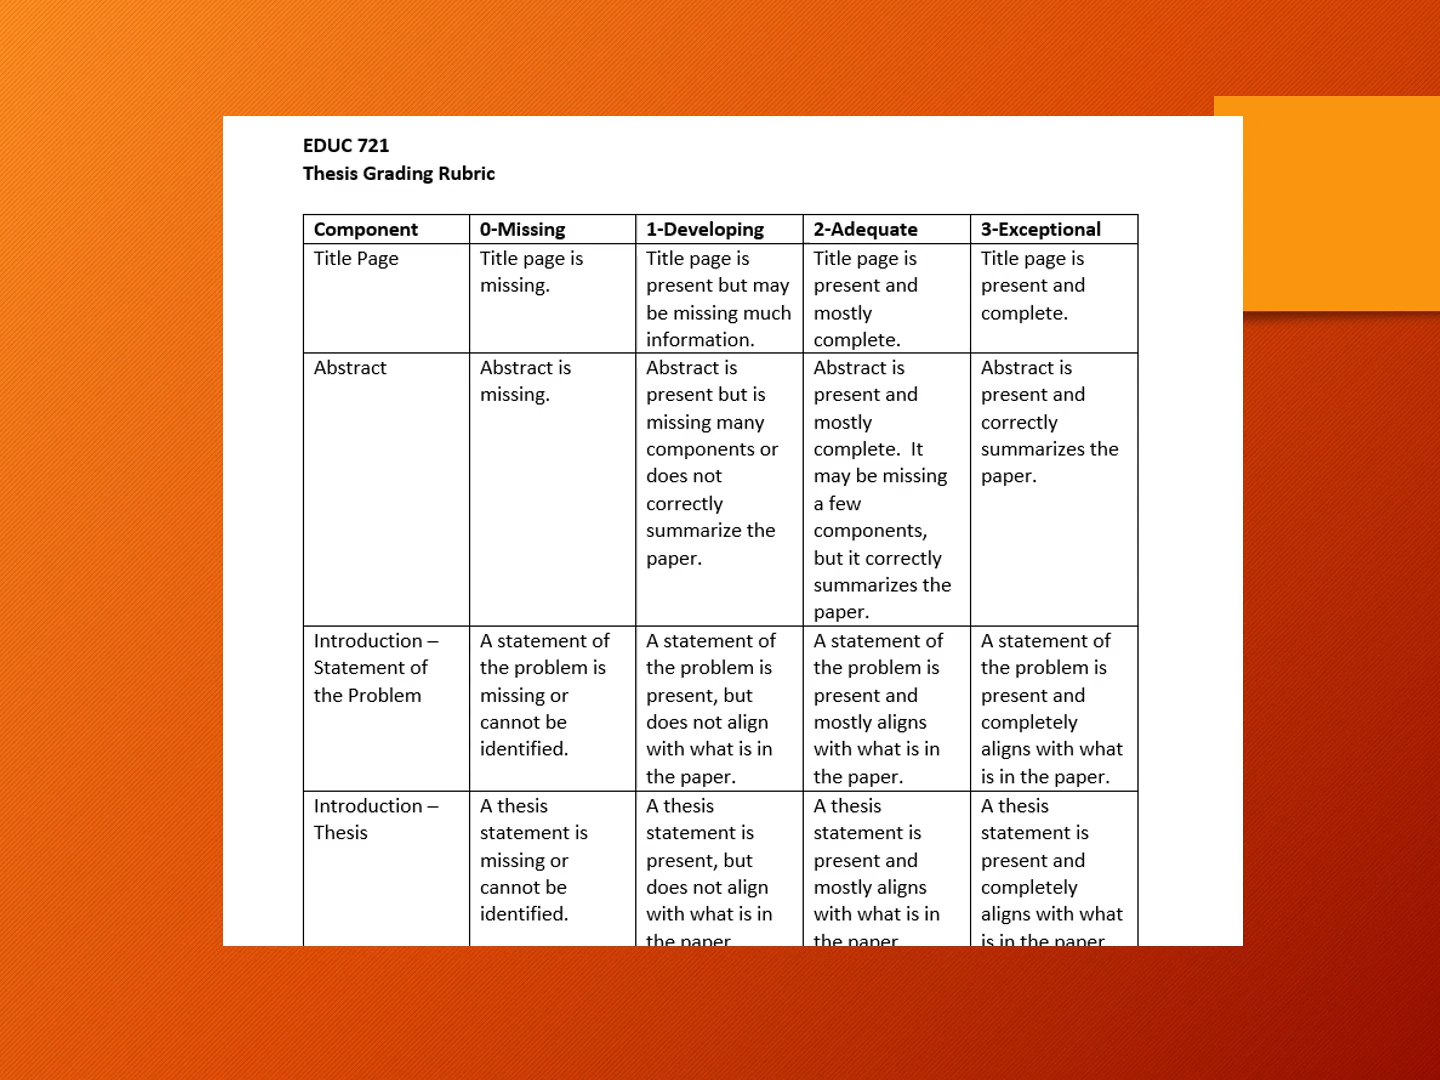 EDUC 721
Thesis Grading Rubric
Component 0-Missing 1-Developing 2-Adequate 3-Exceptional
Title Page
Title page is
missing.
Title page is
present but may
be missing much
information.
Title page is
present and
mostly
complete.
Title page is
present and
complete.
Abstract
Abstract is
missing.
Abstract is
present but is
missing many
components or
does not
correctly
summarize the
paper.
Abstract is
present and
mostly
complete.  It
may be missing
a few
components,
but it correctly
summarizes the
paper.
Abstract is
present and
correctly
summarizes the
paper.
Introduction –
Statement of
the Problem
A statement of
the problem is
missing or
cannot be
identified.
A statement of
the problem is
present, but
does not align
with what is in
the paper.
A statement of
the problem is
present and
mostly aligns
with what is in
the paper.
A statement of
the problem is
present and
completely
aligns with what
is in the paper.
Introduction –
Thesis
A thesis
statement is
missing or
cannot be
identified.
A thesis
statement is
present, but
does not align
with what is in
the paper
A thesis
statement is
present and
mostly aligns
with what is in
the paper
A thesis
statement is
present and
completely
aligns with what
is in the paper